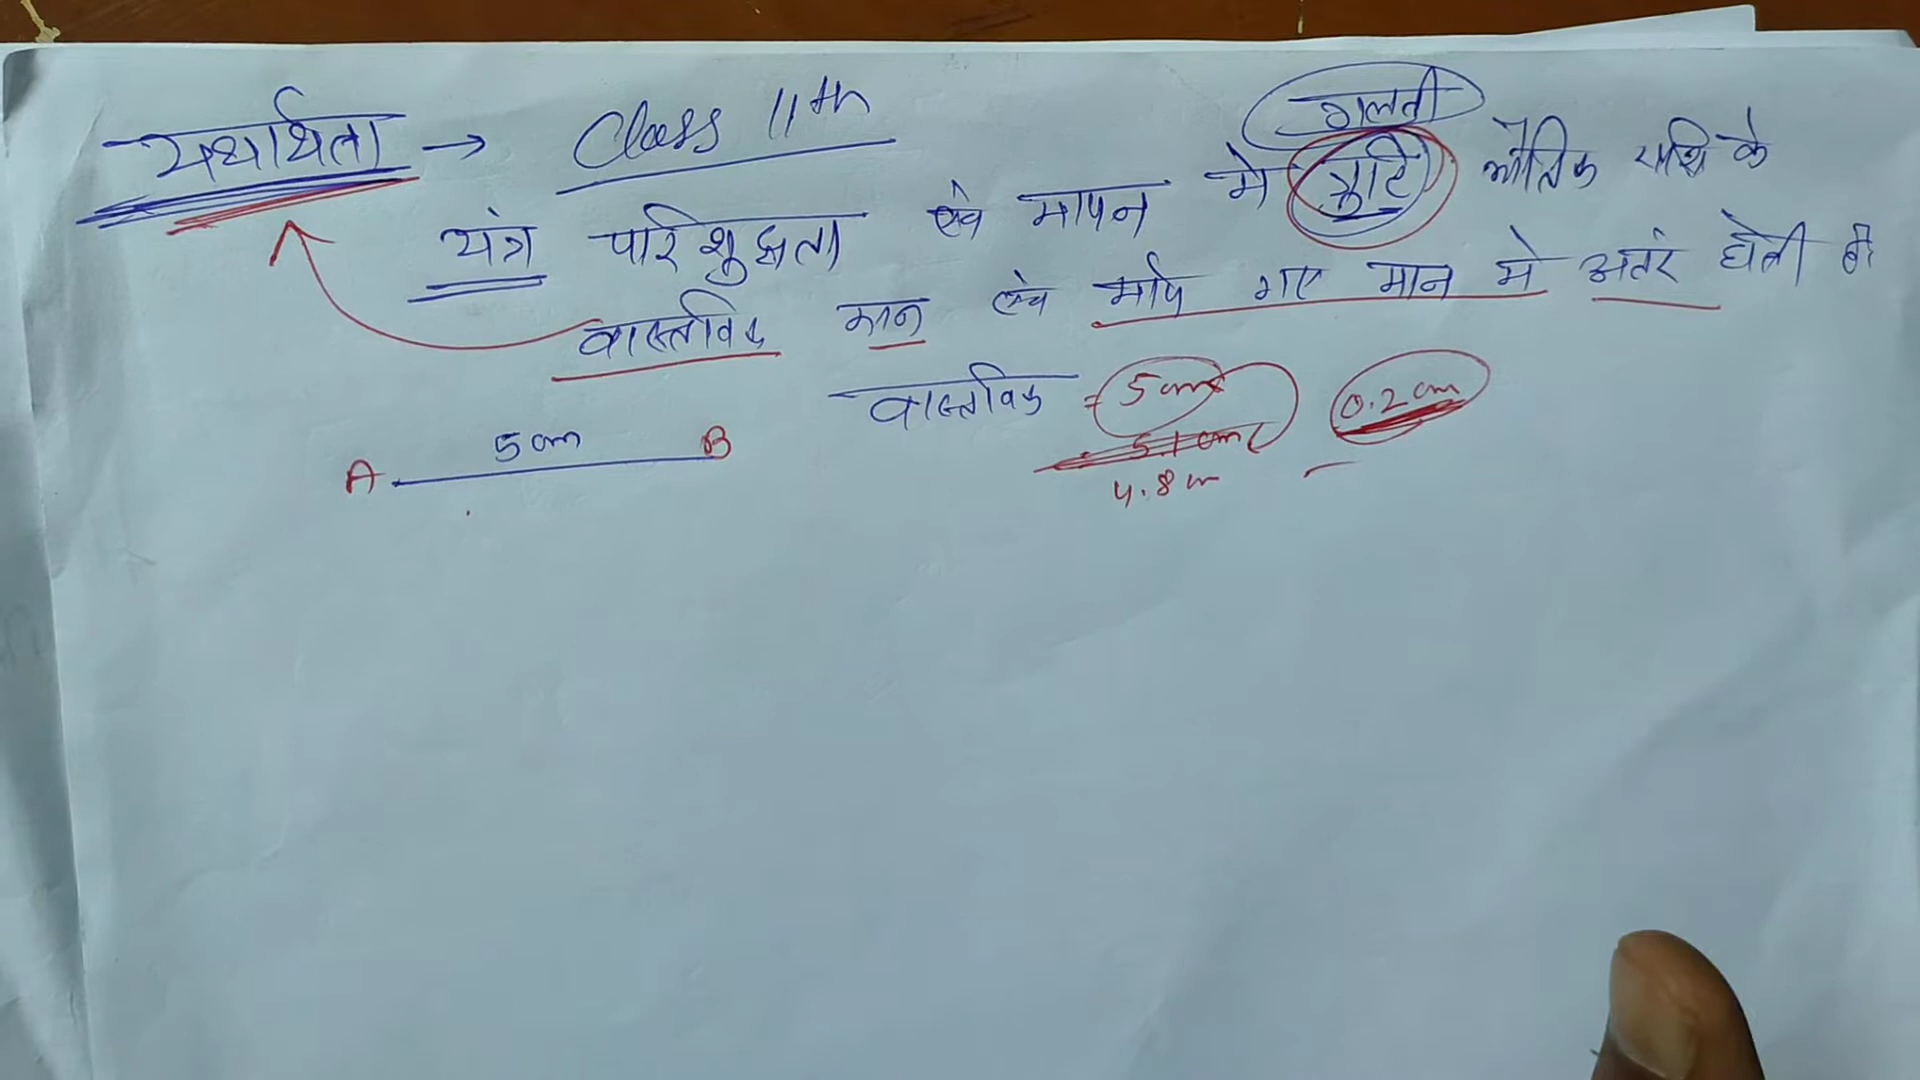 यथार्थता → Class 11th
गलती
यंत्र परिशुद्धता एवं मापन में त्रुटि भौतिक राशि के
वास्तविक मान एवं मापे गए मान में अंतर होती है
वास्तविक = 5 cm 0.2 cm
A 5 cm B
5.1 cm
4.8 cm